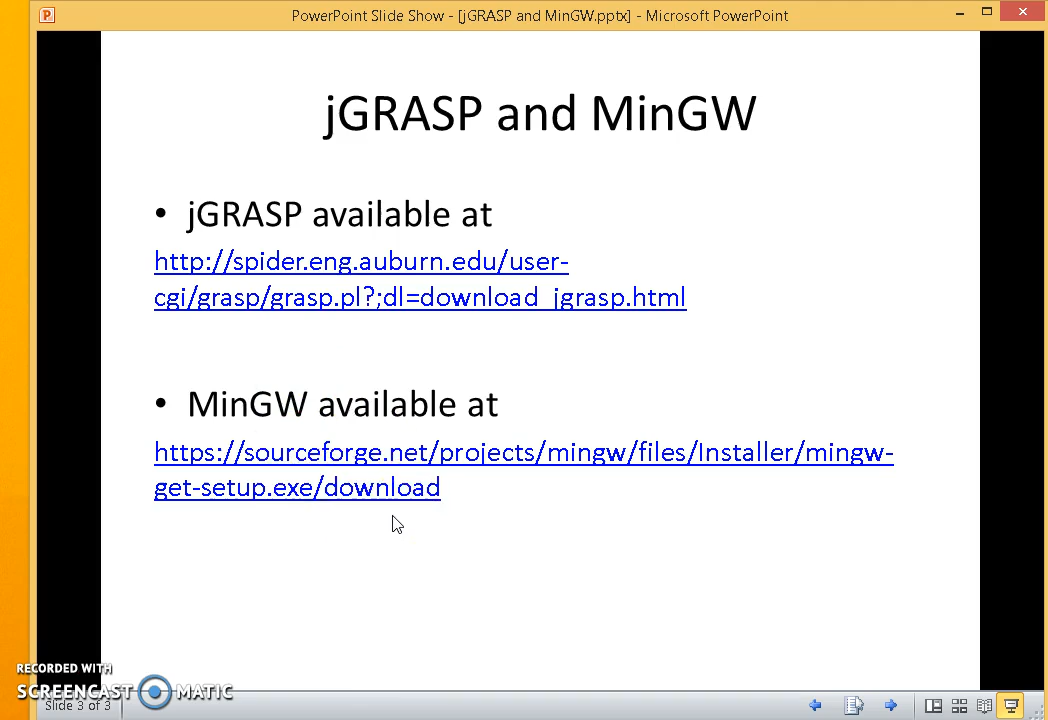 PowerPoint Slide Show - [jGRASP and MinGW.pptx] - Microsoft PowerPoint
jGRASP and MinGW
• jGRASP available at
http://spider.eng.auburn.edu/user-
cgi/grasp/grasp.pl?;dl=download_jgrasp.html
• MinGW available at
https://sourceforge.net/projects/mingw/files/Installer/mingw-
get-setup.exe/download
RECORDED WITH
SCREENCAST MATIC
Slide 3 of 3